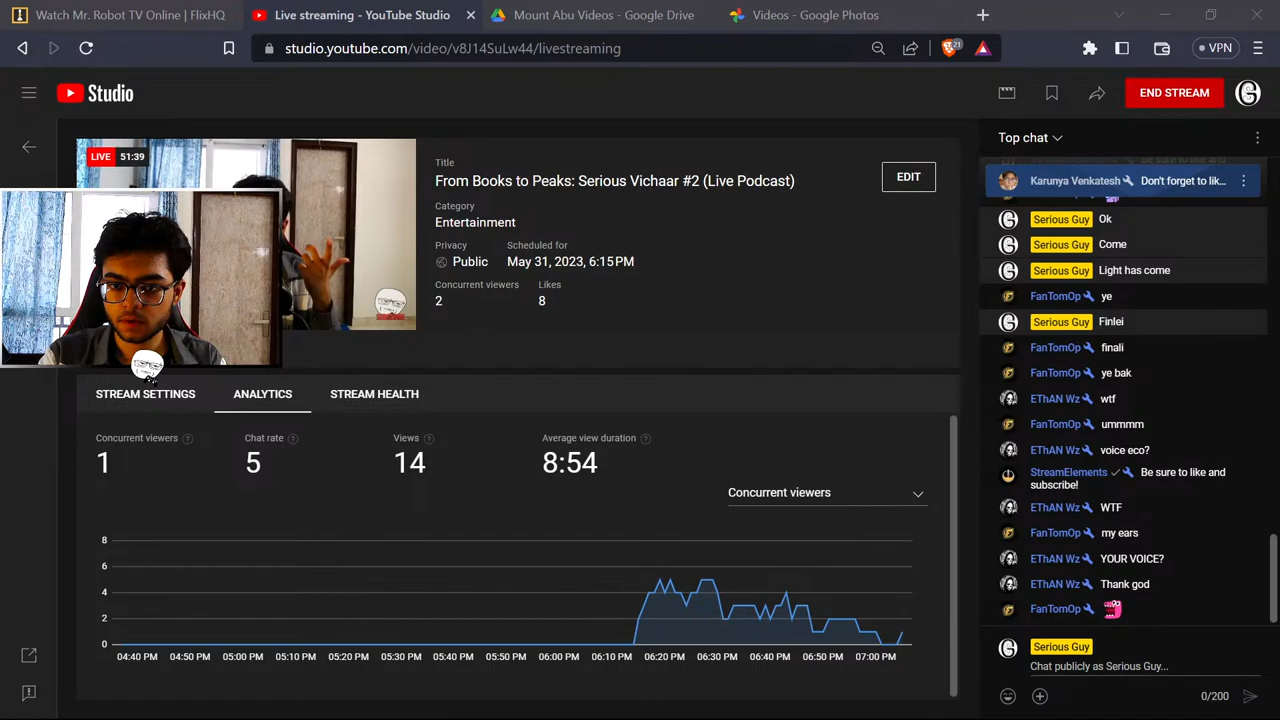 Watch Mr. Robot TV Online | FlixHQ
Live streaming - YouTube Studio
Mount Abu Videos - Google Drive
Videos - Google Photos
studio.youtube.com/video/v8J14SuLw44/livestreaming
21
VPN
Studio
END STREAM
LIVE 51:39
Title
From Books to Peaks: Serious Vichaar #2 (Live Podcast)
EDIT
Category
Entertainment
Privacy
Public
Scheduled for
May 31, 2023, 6:15 PM
Concurrent viewers
2
Likes
8
STREAM SETTINGS
ANALYTICS
STREAM HEALTH
Concurrent viewers
1
Chat rate
5
Views
14
Average view duration
8:54
Concurrent viewers
8
6
4
2
0
04:40 PM 04:50 PM 05:00 PM 05:10 PM 05:20 PM 05:30 PM 05:40 PM 05:50 PM 06:00 PM 06:10 PM 06:20 PM 06:30 PM 06:40 PM 06:50 PM 07:00 PM
Top chat
Be sure to like and
Karunya Venkatesh Don't forget to lik...
Serious Guy Ok
Serious Guy Come
Serious Guy Light has come
FanTomOp ye
Serious Guy Finlei
FanTomOp finali
FanTomOp ye bak
EThAN Wz wtf
FanTomOp ummmm
EThAN Wz voice eco?
StreamElements Be sure to like and
subscribe!
EThAN Wz WTF
FanTomOp my ears
EThAN Wz YOUR VOICE?
EThAN Wz Thank god
FanTomOp
Serious Guy
Chat publicly as Serious Guy...
0/200